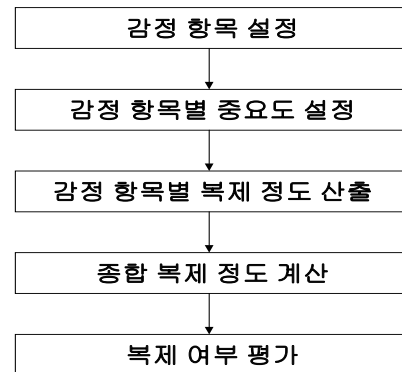 감정 항목 설정
감정 항목별 중요도 설정
감정 항목별 복제 정도 산출
종합 복제 정도 계산
복제 여부 평가